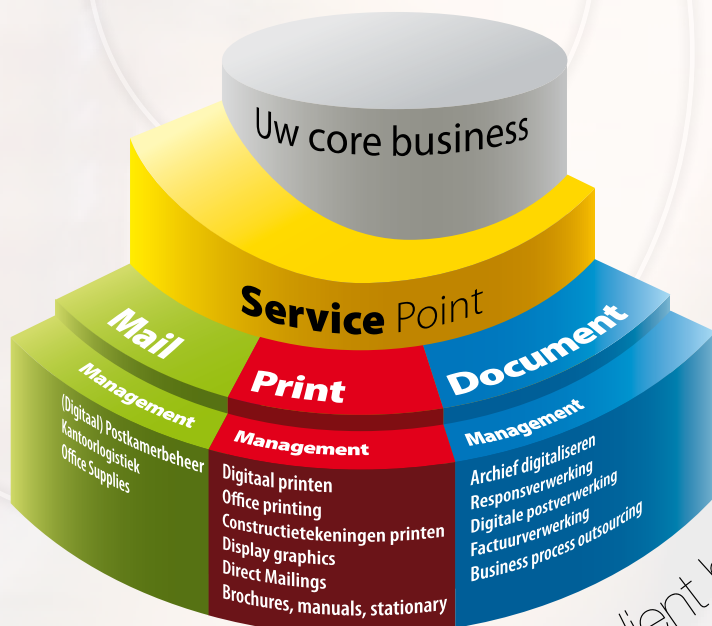 Uw core business
Service Point
Mail
Management
(Digitaal) Postkamerbeheer
Kantoorlogistiek
Office Supplies
Print
Management
Digitaal printen
Office printing
Constructietekeningen printen
Display graphics
Direct Mailings
Brochures, manuals, stationary
Document
Management
Archief digitaliseren
Responsverwerking
Digitale postverwerking
Factuurverwerking
Business process outsourcing